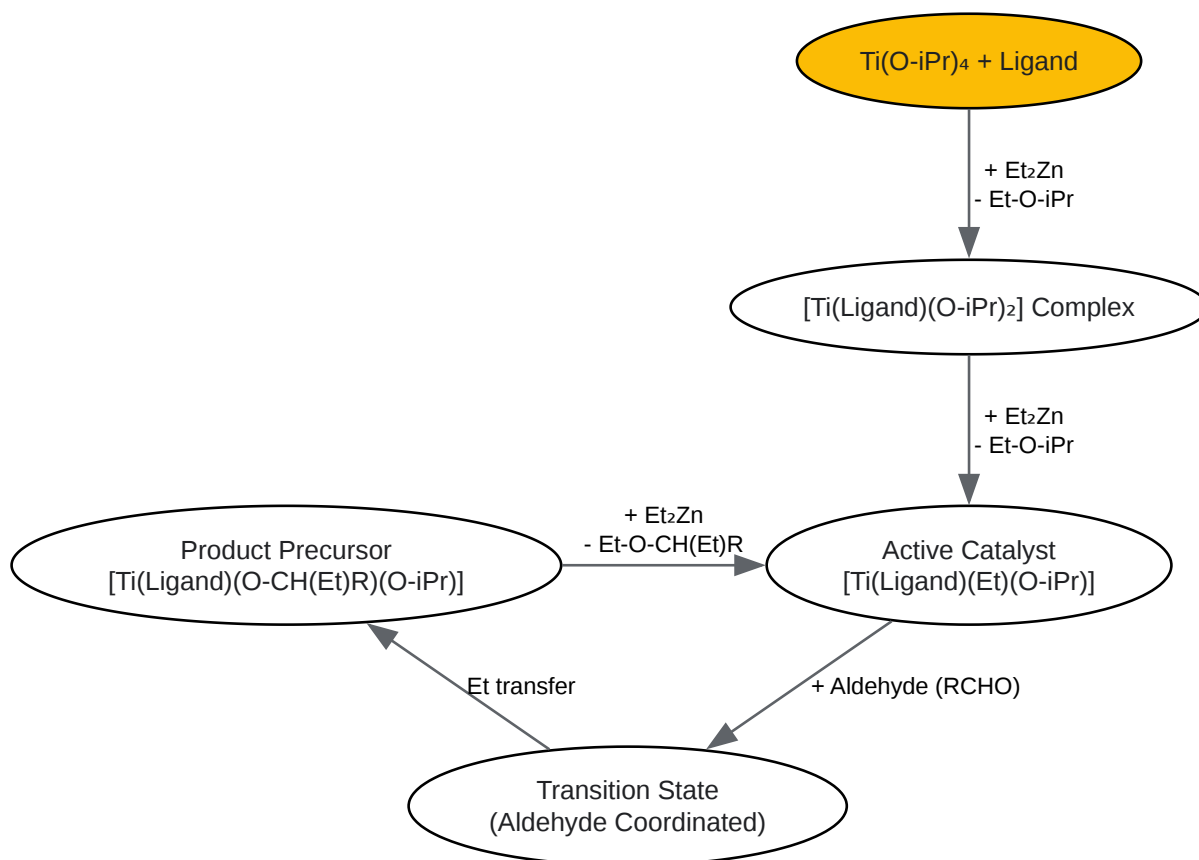 Ti(O-iPr)₄ + Ligand
+ Et₂Zn
- Et-O-iPr
[Ti(Ligand)(O-iPr)₂] Complex
+ Et₂Zn
- Et-O-iPr
Product Precursor
[Ti(Ligand)(O-CH(Et)R)(O-iPr)]
+ Et₂Zn
- Et-O-CH(Et)R
Active Catalyst
[Ti(Ligand)(Et)(O-iPr)]
Et transfer
+ Aldehyde (RCHO)
Transition State
(Aldehyde Coordinated)